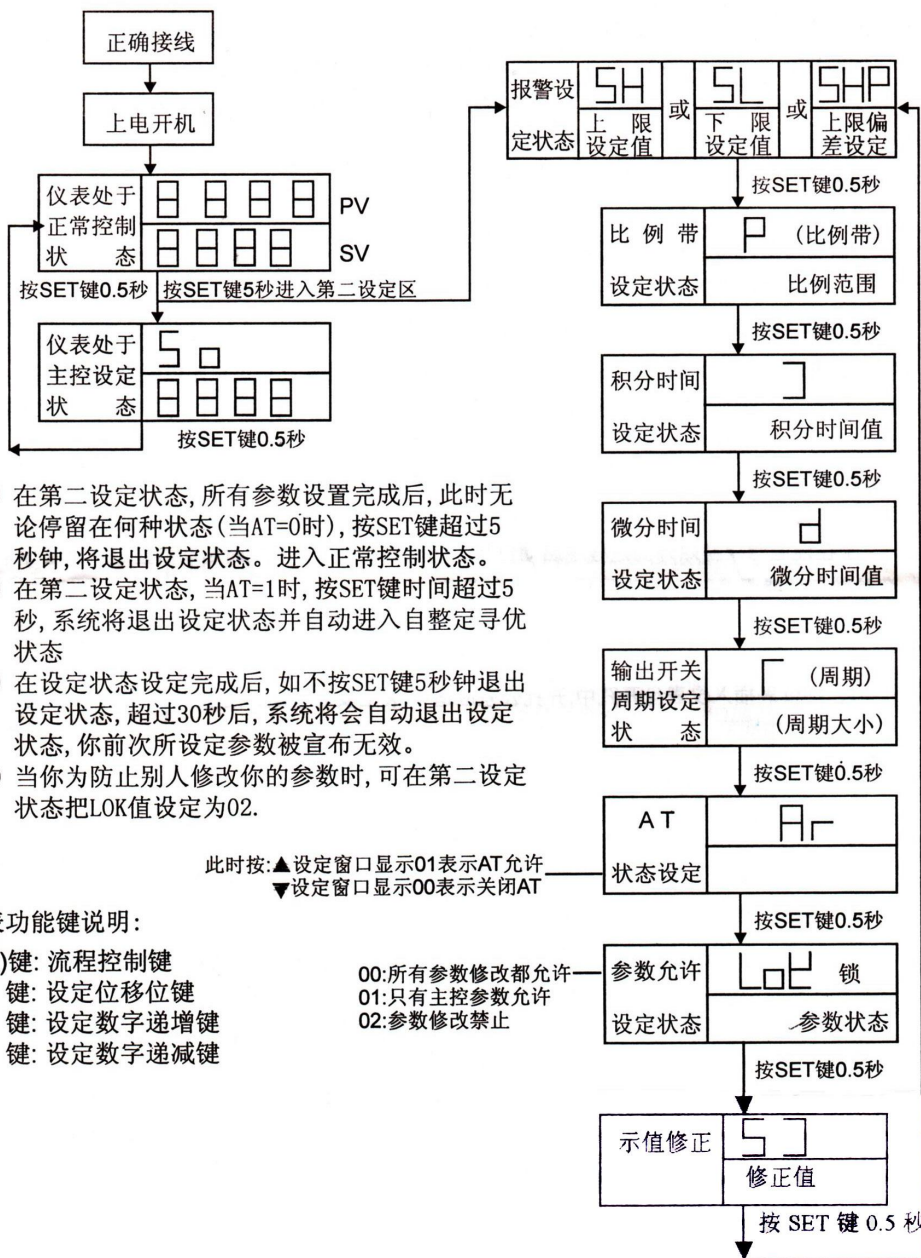 正确接线
上电开机
仪表处于
正常控制
状 态
8 8 8 8 PV
8 8 8 8 SV
按SET键0.5秒 按SET键5秒进入第二设定区
仪表处于
主控设定
状 态
So
8 8 8 8
按SET键0.5秒
报警设
定状态
SH
上 限
设定值
或
SL
下 限
设定值
或
SHP
上限偏
差设定
按SET键0.5秒
比 例 带
设定状态
P (比例带)
比例范围
按SET键0.5秒
积分时间
设定状态
积分时间值
按SET键0.5秒
微分时间
设定状态
d
微分时间值
按SET键0.5秒
输出开关
周期设定
状 态
(周期)
(周期大小)
按SET键0.5秒
A T
状态设定
按SET键0.5秒
参数允许
设定状态
Lok 锁
参数状态
按SET键0.5秒
示值修正
修正值
按 SET 键 0.5 秒
在第二设定状态,所有参数设置完成后,此时无
论停留在何种状态(当AT=0时),按SET键超过5
秒钟,将退出设定状态。进入正常控制状态。
在第二设定状态,当AT=1时,按SET键时间超过5
秒,系统将退出设定状态并自动进入自整定寻优
状态
在设定状态设定完成后,如不按SET键5秒钟退出
设定状态,超过30秒后,系统将会自动退出设定
状态,你前次所设定参数被宣布无效。
当你为防止别人修改你的参数时,可在第二设定
状态把LOK值设定为02.
此时按:▲设定窗口显示01表示AT允许
▼设定窗口显示00表示关闭AT
功能键说明:
)键: 流程控制键
键: 设定位移位键
键: 设定数字递增键
键: 设定数字递减键
00:所有参数修改都允许
01:只有主控参数允许
02:参数修改禁止